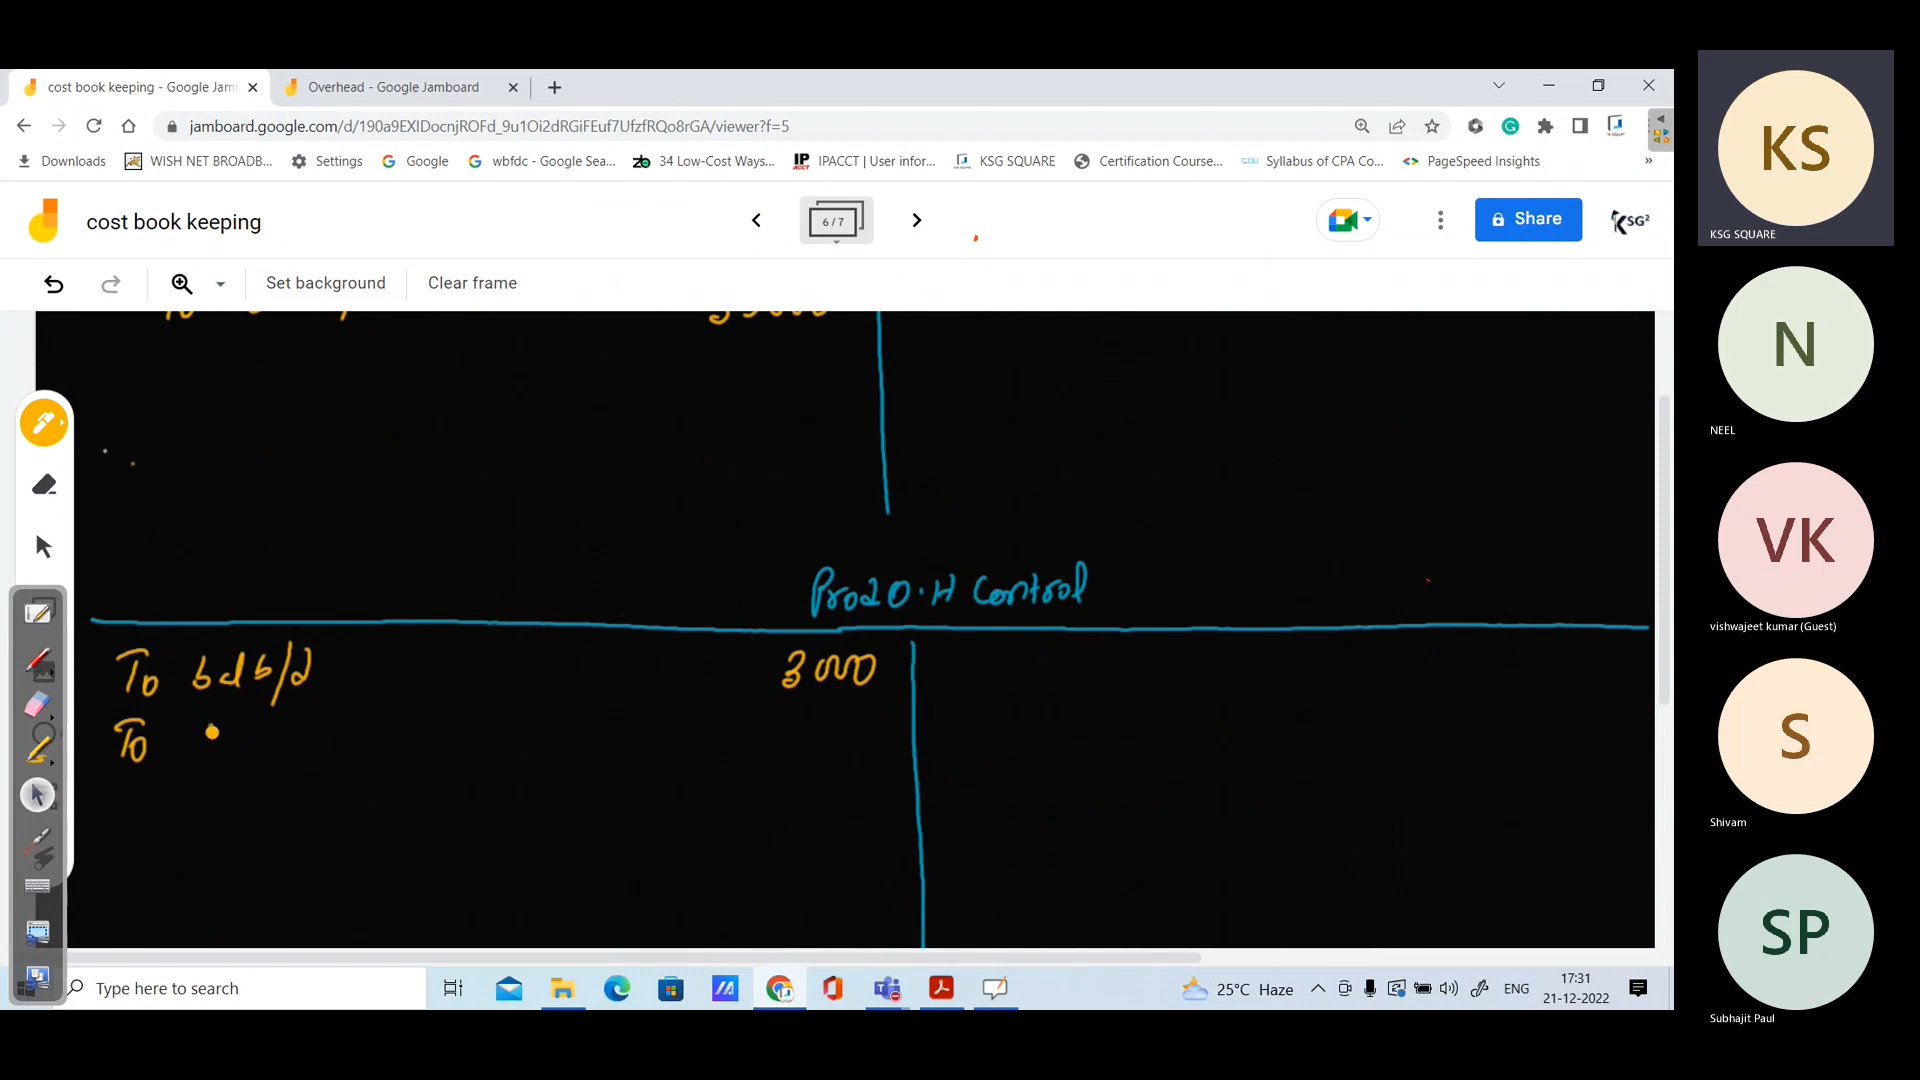 cost book keeping - Google Jam
Overhead - Google Jamboard
jamboard.google.com/d/190a9EXIDocnjROFd_9u1Oi2dRGiFEuf7UfzfRQo8rGA/viewer?f=5
Downloads
WISH NET BROADB...
Settings
Google
wbfdc - Google Sea...
34 Low-Cost Ways...
IPACCT | User infor...
KSG SQUARE
Certification Course...
Syllabus of CPA Co...
PageSpeed Insights
»
cost book keeping
6 / 7
Share
KSG²
Set background
Clear frame
Prod O.H Control
To bal b/d 3000
To
Type here to search
25°C Haze
ENG
17:31
21-12-2022
KS
KSG SQUARE
N
NEEL
VK
vishwajeet kumar (Guest)
S
Shivam
SP
Subhajit Paul